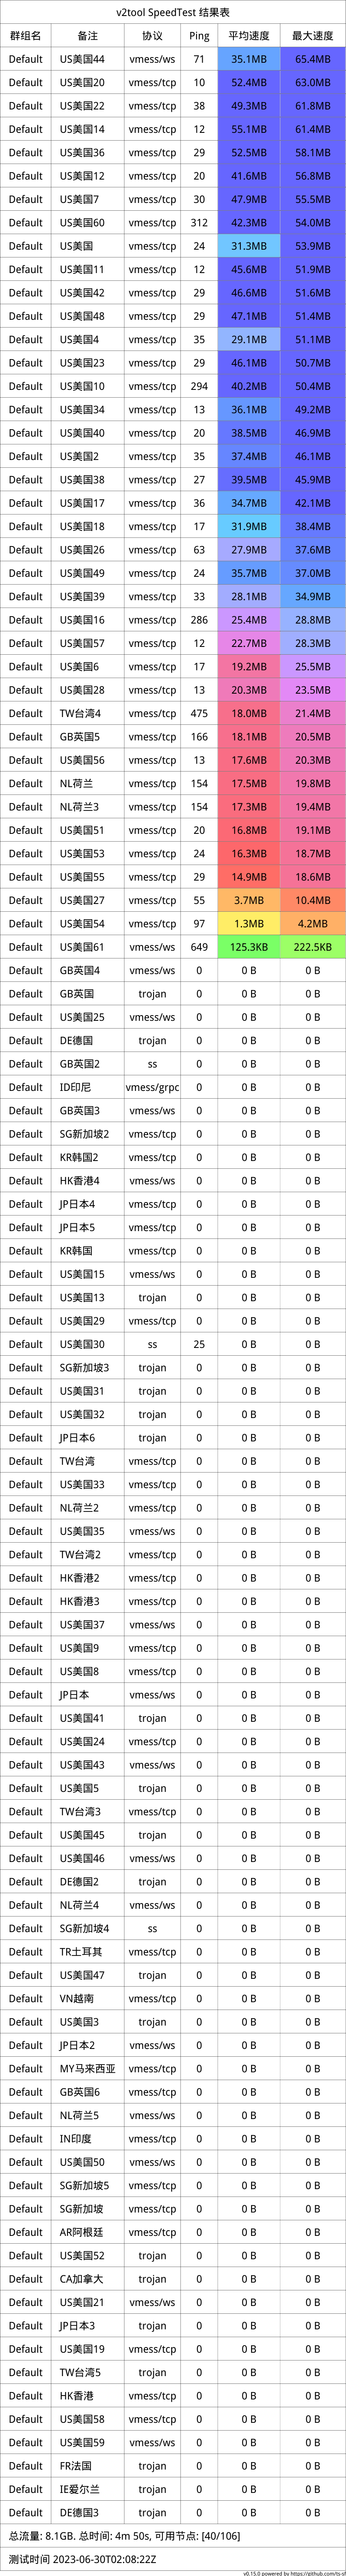 v2tool SpeedTest 结果表
群组名 备注 协议 Ping 平均速度 最大速度
Default US美国44 vmess/ws 71 35.1MB 65.4MB
Default US美国20 vmess/tcp 10 52.4MB 63.0MB
Default US美国22 vmess/tcp 38 49.3MB 61.8MB
Default US美国14 vmess/tcp 12 55.1MB 61.4MB
Default US美国36 vmess/tcp 29 52.5MB 58.1MB
Default US美国12 vmess/tcp 20 41.6MB 56.8MB
Default US美国7 vmess/tcp 30 47.9MB 55.5MB
Default US美国60 vmess/tcp 312 42.3MB 54.0MB
Default US美国 vmess/tcp 24 31.3MB 53.9MB
Default US美国11 vmess/tcp 12 45.6MB 51.9MB
Default US美国42 vmess/tcp 29 46.6MB 51.6MB
Default US美国48 vmess/tcp 29 47.1MB 51.4MB
Default US美国4 vmess/tcp 35 29.1MB 51.1MB
Default US美国23 vmess/tcp 29 46.1MB 50.7MB
Default US美国10 vmess/tcp 294 40.2MB 50.4MB
Default US美国34 vmess/tcp 13 36.1MB 49.2MB
Default US美国40 vmess/tcp 20 38.5MB 46.9MB
Default US美国2 vmess/tcp 35 37.4MB 46.1MB
Default US美国38 vmess/tcp 27 39.5MB 45.9MB
Default US美国17 vmess/tcp 36 34.7MB 42.1MB
Default US美国18 vmess/tcp 17 31.9MB 38.4MB
Default US美国26 vmess/tcp 63 27.9MB 37.6MB
Default US美国49 vmess/tcp 24 35.7MB 37.0MB
Default US美国39 vmess/tcp 33 28.1MB 34.9MB
Default US美国16 vmess/tcp 286 25.4MB 28.8MB
Default US美国57 vmess/tcp 12 22.7MB 28.3MB
Default US美国6 vmess/tcp 17 19.2MB 25.5MB
Default US美国28 vmess/tcp 13 20.3MB 23.5MB
Default TW台湾4 vmess/tcp 475 18.0MB 21.4MB
Default GB英国5 vmess/tcp 166 18.1MB 20.5MB
Default US美国56 vmess/tcp 13 17.6MB 20.3MB
Default NL荷兰 vmess/tcp 154 17.5MB 19.8MB
Default NL荷兰3 vmess/tcp 154 17.3MB 19.4MB
Default US美国51 vmess/tcp 20 16.8MB 19.1MB
Default US美国53 vmess/tcp 24 16.3MB 18.7MB
Default US美国55 vmess/tcp 29 14.9MB 18.6MB
Default US美国27 vmess/tcp 55 3.7MB 10.4MB
Default US美国54 vmess/tcp 97 1.3MB 4.2MB
Default US美国61 vmess/ws 649 125.3KB 222.5KB
Default GB英国4 vmess/ws 0 0 B 0 B
Default GB英国 trojan 0 0 B 0 B
Default US美国25 vmess/ws 0 0 B 0 B
Default DE德国 trojan 0 0 B 0 B
Default GB英国2 ss 0 0 B 0 B
Default ID印尼 vmess/grpc 0 0 B 0 B
Default GB英国3 vmess/ws 0 0 B 0 B
Default SG新加坡2 vmess/tcp 0 0 B 0 B
Default KR韩国2 vmess/tcp 0 0 B 0 B
Default HK香港4 vmess/ws 0 0 B 0 B
Default JP日本4 vmess/tcp 0 0 B 0 B
Default JP日本5 vmess/tcp 0 0 B 0 B
Default KR韩国 vmess/tcp 0 0 B 0 B
Default US美国15 vmess/ws 0 0 B 0 B
Default US美国13 trojan 0 0 B 0 B
Default US美国29 vmess/tcp 0 0 B 0 B
Default US美国30 ss 25 0 B 0 B
Default SG新加坡3 trojan 0 0 B 0 B
Default US美国31 trojan 0 0 B 0 B
Default US美国32 trojan 0 0 B 0 B
Default JP日本6 trojan 0 0 B 0 B
Default TW台湾 vmess/tcp 0 0 B 0 B
Default US美国33 vmess/tcp 0 0 B 0 B
Default NL荷兰2 vmess/tcp 0 0 B 0 B
Default US美国35 vmess/ws 0 0 B 0 B
Default TW台湾2 vmess/tcp 0 0 B 0 B
Default HK香港2 vmess/tcp 0 0 B 0 B
Default HK香港3 vmess/tcp 0 0 B 0 B
Default US美国37 vmess/ws 0 0 B 0 B
Default US美国9 vmess/tcp 0 0 B 0 B
Default US美国8 vmess/tcp 0 0 B 0 B
Default JP日本 vmess/ws 0 0 B 0 B
Default US美国41 trojan 0 0 B 0 B
Default US美国24 vmess/tcp 0 0 B 0 B
Default US美国43 vmess/ws 0 0 B 0 B
Default US美国5 trojan 0 0 B 0 B
Default TW台湾3 vmess/tcp 0 0 B 0 B
Default US美国45 trojan 0 0 B 0 B
Default US美国46 vmess/ws 0 0 B 0 B
Default DE德国2 trojan 0 0 B 0 B
Default NL荷兰4 vmess/ws 0 0 B 0 B
Default SG新加坡4 ss 0 0 B 0 B
Default TR土耳其 vmess/tcp 0 0 B 0 B
Default US美国47 trojan 0 0 B 0 B
Default VN越南 vmess/tcp 0 0 B 0 B
Default US美国3 trojan 0 0 B 0 B
Default JP日本2 vmess/ws 0 0 B 0 B
Default MY马来西亚 vmess/tcp 0 0 B 0 B
Default GB英国6 vmess/tcp 0 0 B 0 B
Default NL荷兰5 vmess/ws 0 0 B 0 B
Default IN印度 vmess/tcp 0 0 B 0 B
Default US美国50 vmess/ws 0 0 B 0 B
Default SG新加坡5 vmess/tcp 0 0 B 0 B
Default SG新加坡 vmess/tcp 0 0 B 0 B
Default AR阿根廷 vmess/tcp 0 0 B 0 B
Default US美国52 trojan 0 0 B 0 B
Default CA加拿大 trojan 0 0 B 0 B
Default US美国21 vmess/ws 0 0 B 0 B
Default JP日本3 trojan 0 0 B 0 B
Default US美国19 vmess/tcp 0 0 B 0 B
Default TW台湾5 trojan 0 0 B 0 B
Default HK香港 vmess/tcp 0 0 B 0 B
Default US美国58 vmess/tcp 0 0 B 0 B
Default US美国59 vmess/ws 0 0 B 0 B
Default FR法国 trojan 0 0 B 0 B
Default IE爱尔兰 trojan 0 0 B 0 B
Default DE德国3 trojan 0 0 B 0 B
总流量: 8.1GB. 总时间: 4m 50s, 可用节点: [40/106]
测试时间 2023-06-30T02:08:22Z
v0.15.0 powered by